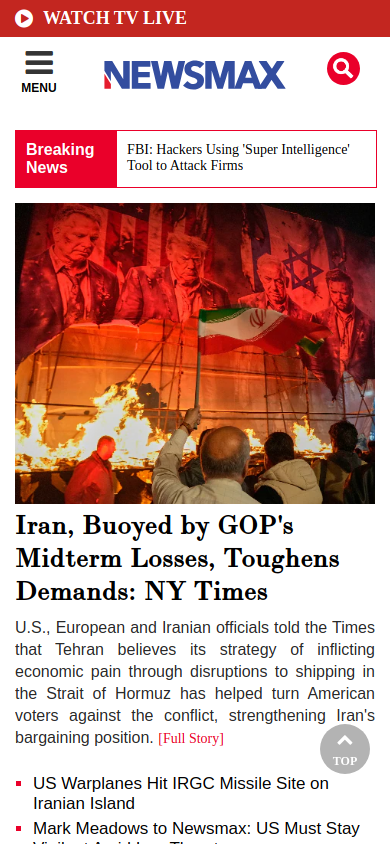 WATCH TV LIVE
MENU
NEWSMAX
Breaking
News
FBI: Hackers Using 'Super Intelligence'
Tool to Attack Firms
Iran, Buoyed by GOP's
Midterm Losses, Toughens
Demands: NY Times
U.S., European and Iranian officials told the Times
that Tehran believes its strategy of inflicting
economic pain through disruptions to shipping in
the Strait of Hormuz has helped turn American
voters against the conflict, strengthening Iran's
bargaining position. [Full Story]
TOP
US Warplanes Hit IRGC Missile Site on
Iranian Island
Mark Meadows to Newsmax: US Must Stay